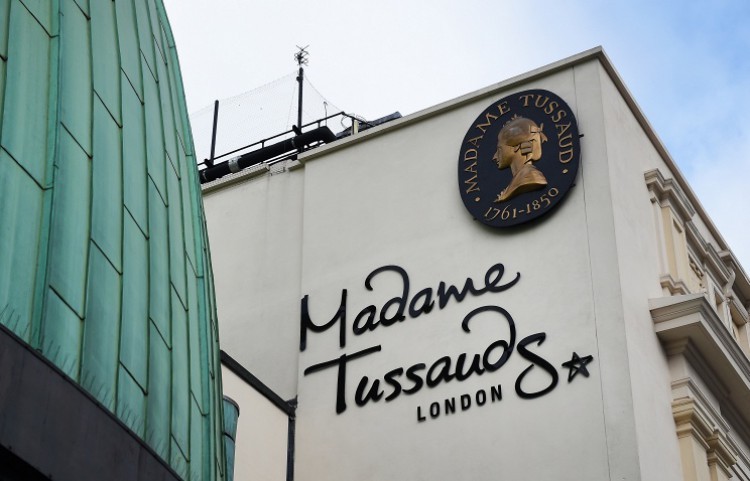 MADAME TUSSAUD
1761-1850
Madame
Tussauds
LONDON